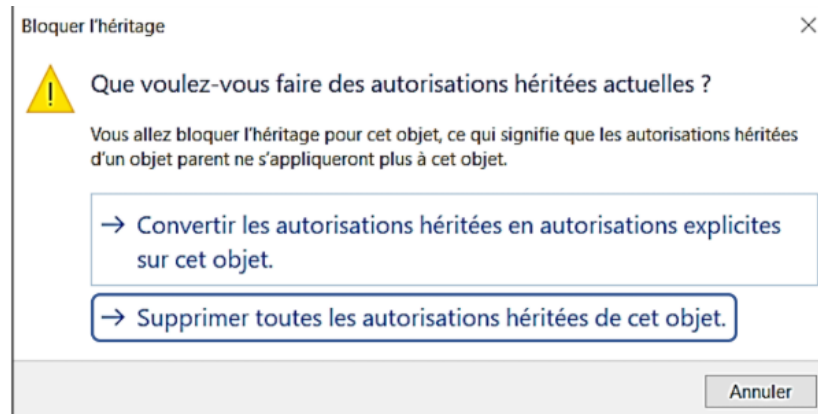 Bloquer l'héritage
Que voulez-vous faire des autorisations héritées actuelles ?
Vous allez bloquer l'héritage pour cet objet, ce qui signifie que les autorisations héritées
d'un objet parent ne s'appliqueront plus à cet objet.
→ Convertir les autorisations héritées en autorisations explicites
sur cet objet.
→ Supprimer toutes les autorisations héritées de cet objet.
Annuler